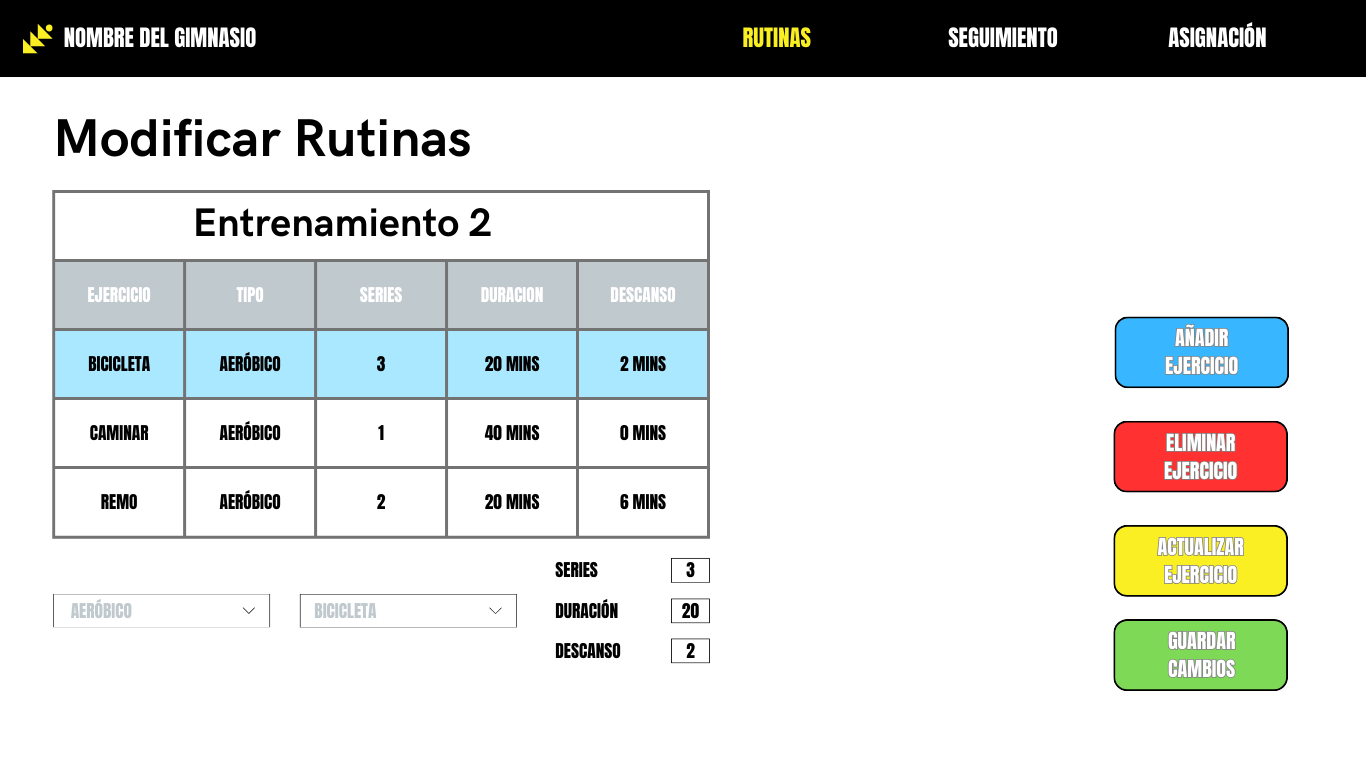 NOMBRE DEL GIMNASIO RUTINAS SEGUIMIENTO ASIGNACIÓN
Modificar Rutinas
Entrenamiento 2
EJERCICIO TIPO SERIES DURACION DESCANSO
BICICLETA AERÓBICO 3 20 MINS 2 MINS
CAMINAR AERÓBICO 1 40 MINS 0 MINS
REMO AERÓBICO 2 20 MINS 6 MINS
AERÓBICO
BICICLETA
SERIES 3
DURACIÓN 20
DESCANSO 2
AÑADIR
EJERCICIO
ELIMINAR
EJERCICIO
ACTUALIZAR
EJERCICIO
GUARDAR
CAMBIOS